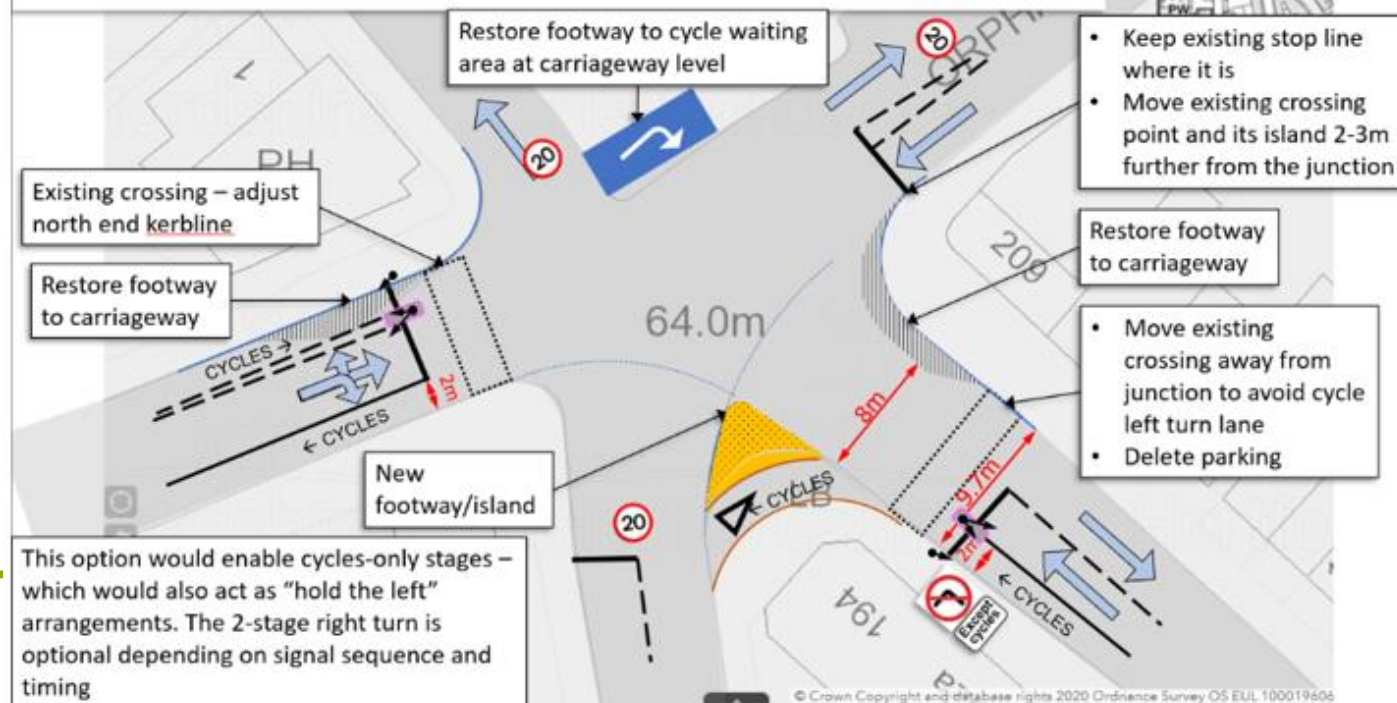 PW
Restore footway to cycle waiting
area at carriageway level
20
ORPH
• Keep existing stop line
where it is
• Move existing crossing
point and its island 2-3m
further from the junction
20
PH
Existing crossing – adjust
north end kerbline
Restore footway
to carriageway
209
Restore footway
to carriageway
64.0m
CYCLES →
2m
← CYCLES
8m
• Move existing
crossing away from
junction to avoid cycle
left turn lane
• Delete parking
New
footway/island
← CYCLES
9.7m
20
2m
← CYCLES
194
Except
cycles
This option would enable cycles-only stages –
which would also act as “hold the left”
arrangements. The 2-stage right turn is
optional depending on signal sequence and
timing
© Crown Copyright and database rights 2020 Ordnance Survey OS EUL 100019606